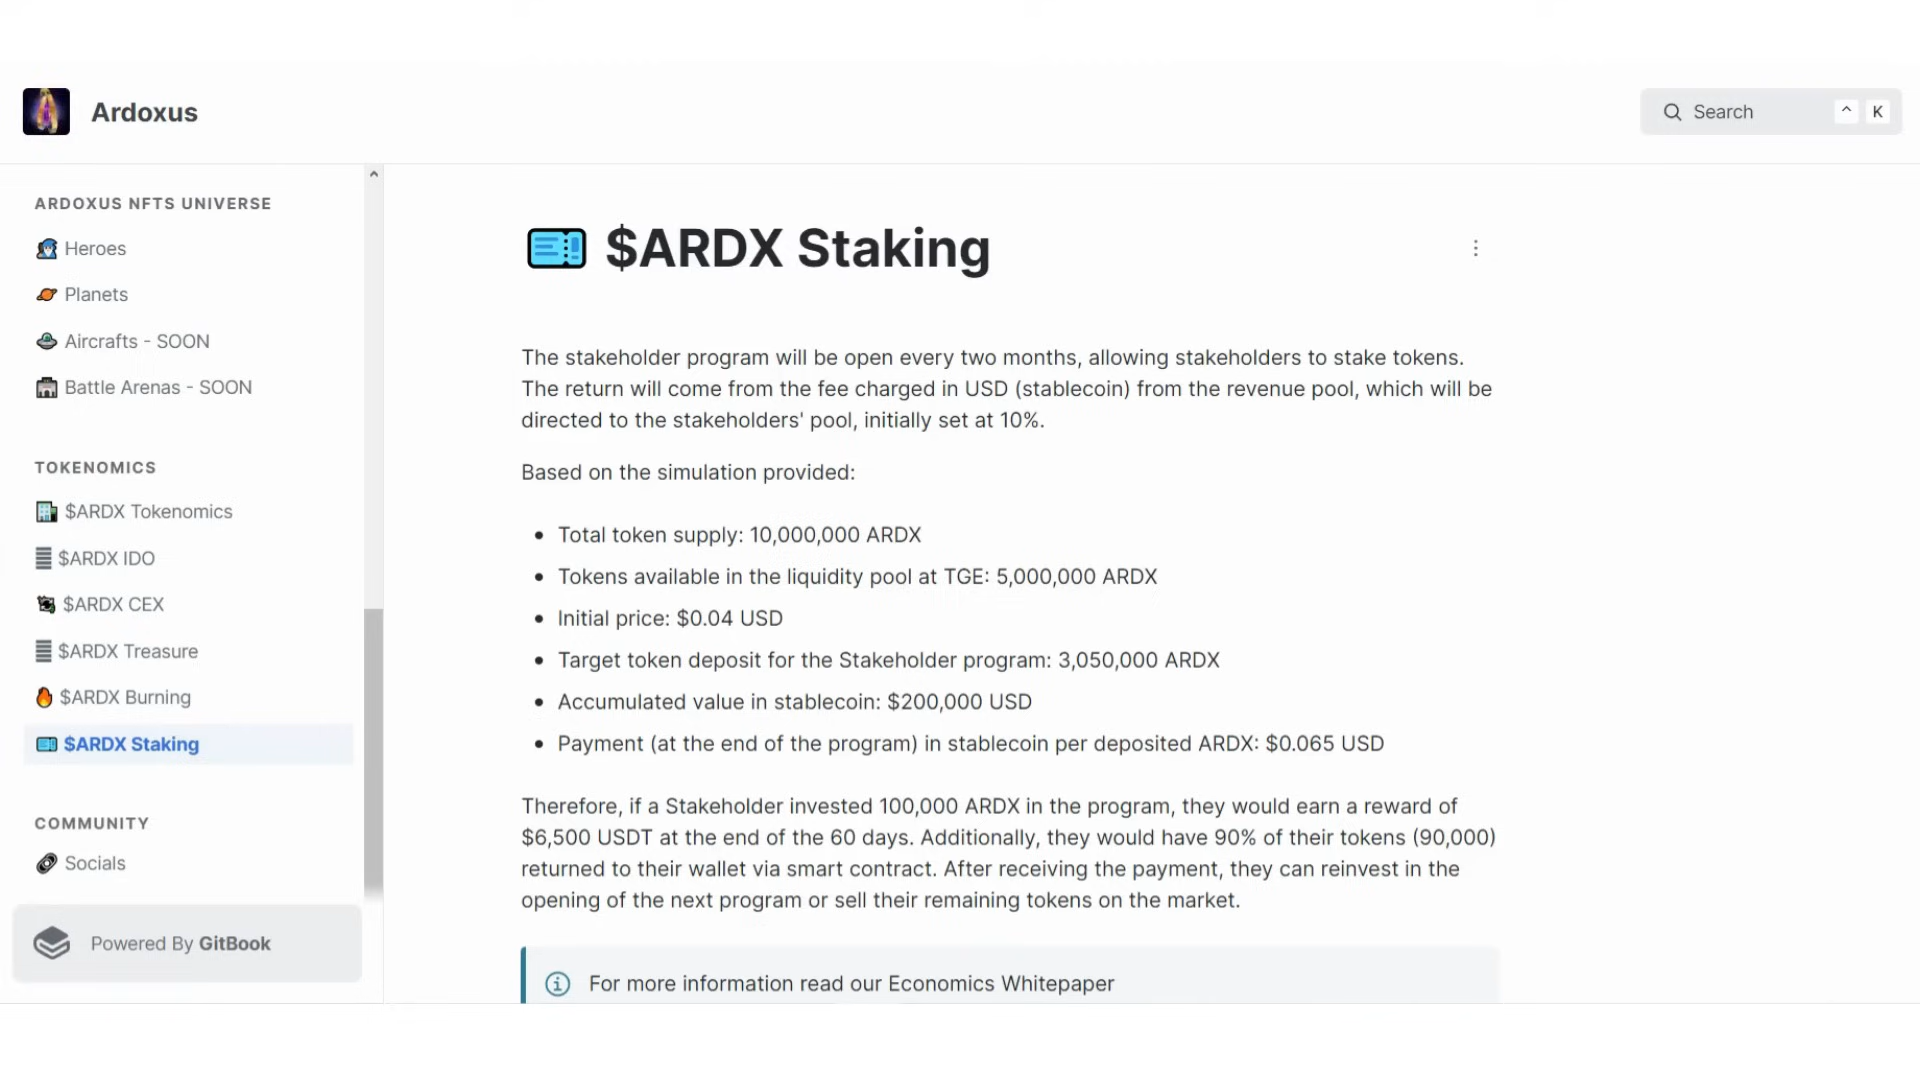 Ardoxus
Search
^
K
ARDOXUS NFTS UNIVERSE
Heroes
Planets
Aircrafts - SOON
Battle Arenas - SOON
TOKENOMICS
$ARDX Tokenomics
$ARDX IDO
$ARDX CEX
$ARDX Treasure
$ARDX Burning
$ARDX Staking
COMMUNITY
Socials
Powered By GitBook
$ARDX Staking
The stakeholder program will be open every two months, allowing stakeholders to stake tokens.
The return will come from the fee charged in USD (stablecoin) from the revenue pool, which will be
directed to the stakeholders' pool, initially set at 10%.
Based on the simulation provided:
• Total token supply: 10,000,000 ARDX
• Tokens available in the liquidity pool at TGE: 5,000,000 ARDX
• Initial price: $0.04 USD
• Target token deposit for the Stakeholder program: 3,050,000 ARDX
• Accumulated value in stablecoin: $200,000 USD
• Payment (at the end of the program) in stablecoin per deposited ARDX: $0.065 USD
Therefore, if a Stakeholder invested 100,000 ARDX in the program, they would earn a reward of
$6,500 USDT at the end of the 60 days. Additionally, they would have 90% of their tokens (90,000)
returned to their wallet via smart contract. After receiving the payment, they can reinvest in the
opening of the next program or sell their remaining tokens on the market.
For more information read our Economics Whitepaper